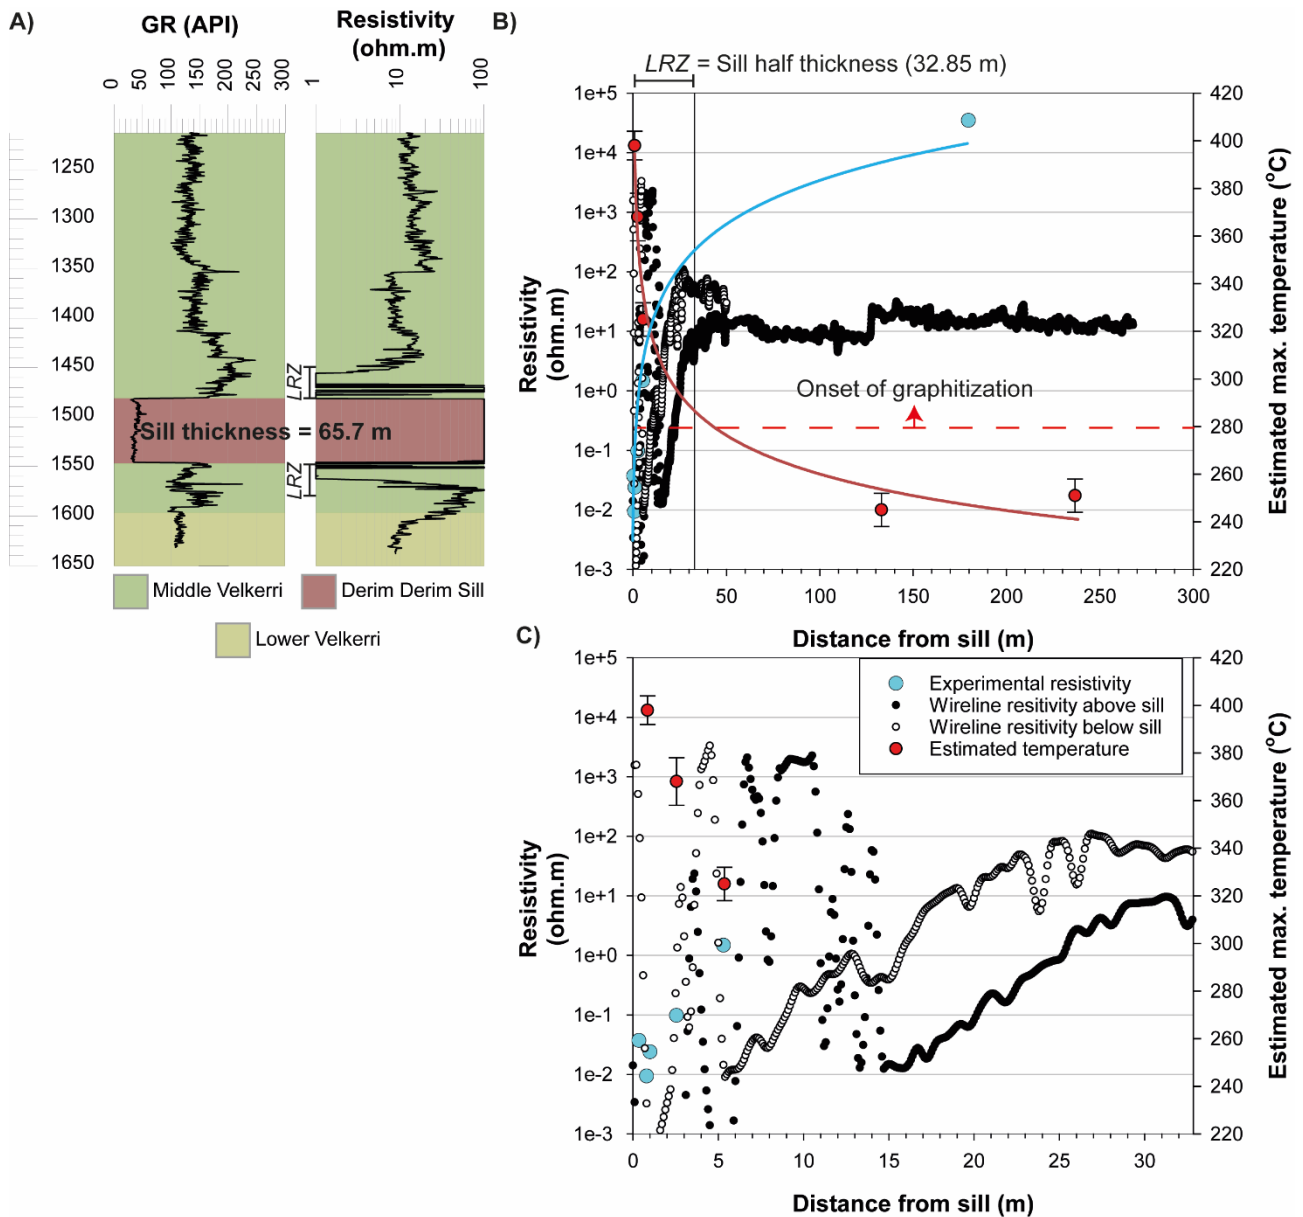 A)
GR (API)
0 50 100 150 200 300
Resistivity
(ohm.m)
1 10 100
1250
1300
1350
1400
1450
1500
1550
1600
1650
LRZ
Sill thickness = 65.7 m
LRZ
Middle Velkerri
Derim Derim Sill
Lower Velkerri
B)
LRZ = Sill half thickness (32.85 m)
1e+5
1e+4
1e+3
1e+2
1e+1
1e+0
1e-1
1e-2
1e-3
Resistivity
(ohm.m)
Onset of graphitization
420
400
380
360
340
320
300
280
260
240
220
Estimated max. temperature (°C)
0 50 100 150 200 250 300
Distance from sill (m)
C)
1e+5
1e+4
1e+3
1e+2
1e+1
1e+0
1e-1
1e-2
1e-3
Resistivity
(ohm.m)
Experimental resistivity
Wireline resitivity above sill
Wireline resitivity below sill
Estimated temperature
420
400
380
360
340
320
300
280
260
240
220
Estimated max. temperature (°C)
0 5 10 15 20 25 30
Distance from sill (m)